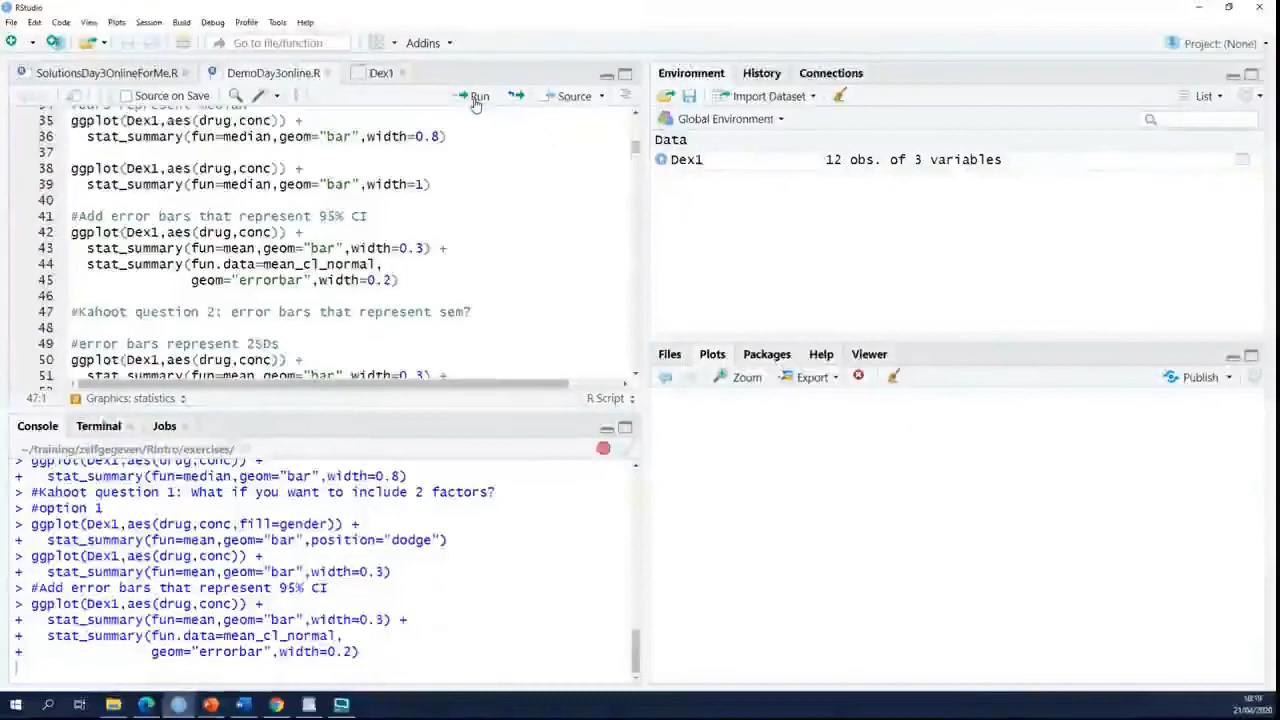 RStudio
File Edit Code View Plots Session Build Debug Profile Tools Help
Go to file/function Addins Project: (None)
SolutionsDay3OnlineForMe.R DemoDay3online.R Dex1
Source on Save Run Source
35 ggplot(Dex1,aes(drug,conc)) +
36 stat_summary(fun=median,geom="bar",width=0.8)
37
38 ggplot(Dex1,aes(drug,conc)) +
39 stat_summary(fun=median,geom="bar",width=1)
40
41 #Add error bars that represent 95% CI
42 ggplot(Dex1,aes(drug,conc)) +
43 stat_summary(fun=mean,geom="bar",width=0.3) +
44 stat_summary(fun.data=mean_cl_normal,
45 geom="errorbar",width=0.2)
46
47 #Kahoot question 2: error bars that represent sem?
48
49 #error bars represent 2SDs
50 ggplot(Dex1,aes(drug,conc)) +
51 stat_summary(fun=mean,geom="bar",width=0.3) +
47:1 Graphics: statistics R Script
Console Terminal Jobs
~/training/zelfgegeven/RIntro/exercises/
> ggplot(Dex1,aes(drug,conc)) +
+ stat_summary(fun=median,geom="bar",width=0.8)
> #Kahoot question 1: What if you want to include 2 factors?
> #option 1
> ggplot(Dex1,aes(drug,conc,fill=gender)) +
+ stat_summary(fun=mean,geom="bar",position="dodge")
> ggplot(Dex1,aes(drug,conc)) +
+ stat_summary(fun=mean,geom="bar",width=0.3)
> #Add error bars that represent 95% CI
> ggplot(Dex1,aes(drug,conc)) +
+ stat_summary(fun=mean,geom="bar",width=0.3) +
+ stat_summary(fun.data=mean_cl_normal,
+ geom="errorbar",width=0.2)
Environment History Connections
Import Dataset List
Global Environment
Data
Dex1 12 obs. of 3 variables
Files Plots Packages Help Viewer
Zoom Export Publish
21/04/2020